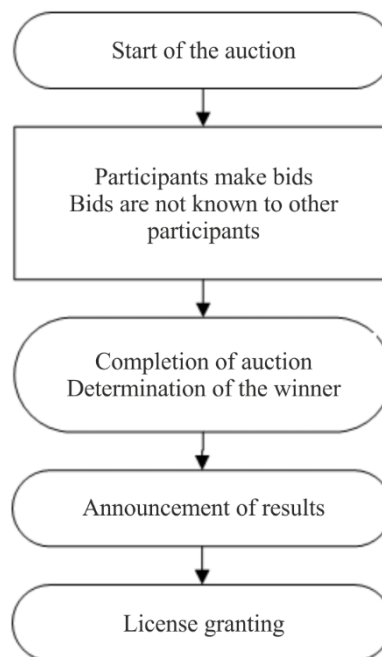 Start of the auction
Participants make bids
Bids are not known to other
participants
Completion of auction
Determination of the winner
Announcement of results
License granting